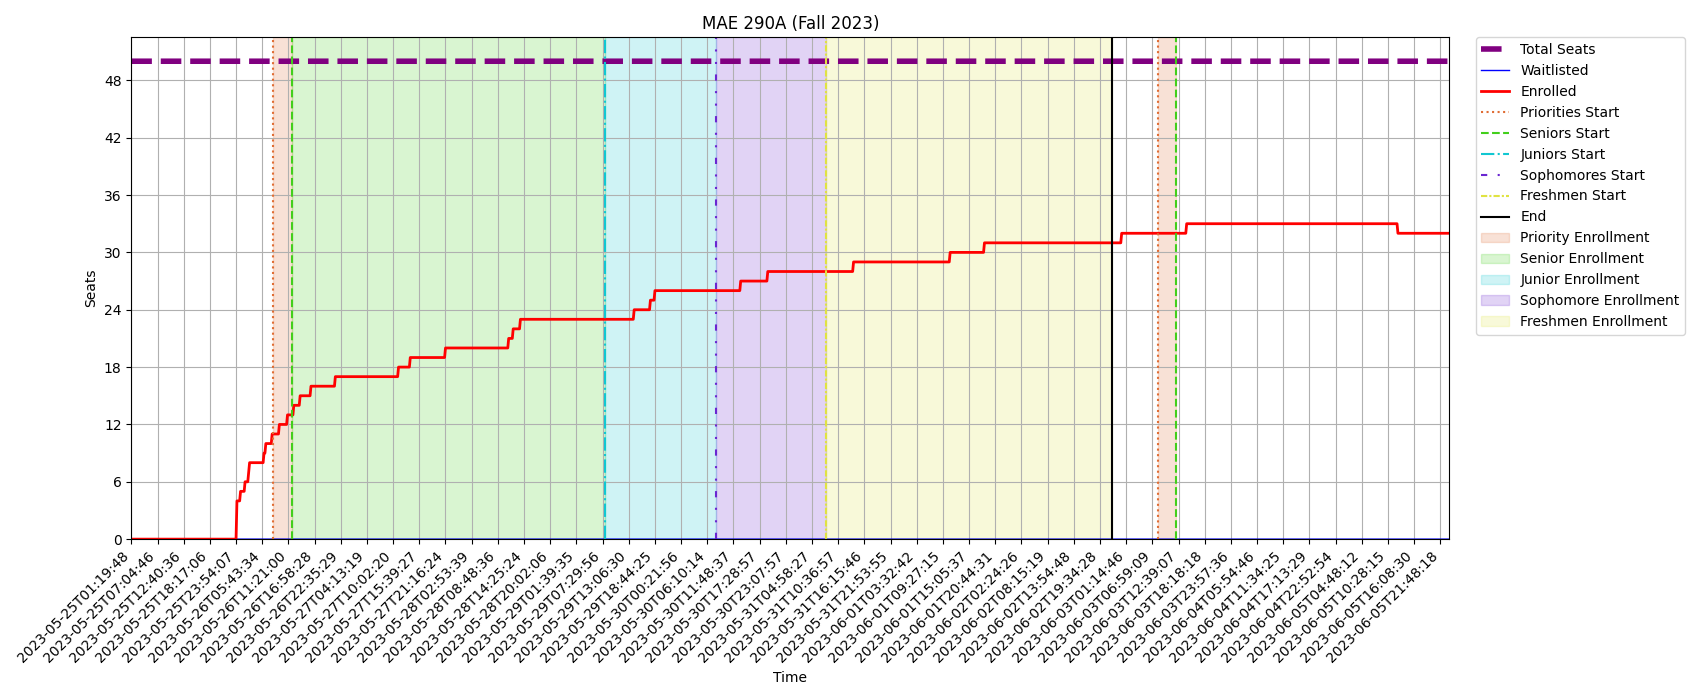 MAE 290A (Fall 2023)
Total Seats
Waitlisted
Enrolled
Priorities Start
Seniors Start
Juniors Start
Sophomores Start
Freshmen Start
End
Priority Enrollment
Senior Enrollment
Junior Enrollment
Sophomore Enrollment
Freshmen Enrollment
Seats
48
42
36
30
24
18
12
6
0
2023-05-25T01:19:48
2023-05-25T07:04:46
2023-05-25T12:40:36
2023-05-25T18:17:06
2023-05-25T23:54:07
2023-05-26T05:43:34
2023-05-26T11:21:00
2023-05-26T16:58:28
2023-05-26T22:35:29
2023-05-27T04:13:19
2023-05-27T10:02:20
2023-05-27T15:39:27
2023-05-27T21:16:24
2023-05-28T02:53:39
2023-05-28T08:48:36
2023-05-28T14:25:24
2023-05-28T20:02:06
2023-05-29T01:39:35
2023-05-29T07:29:56
2023-05-29T13:06:30
2023-05-29T18:44:25
2023-05-30T00:21:56
2023-05-30T06:10:14
2023-05-30T11:48:37
2023-05-30T17:28:57
2023-05-30T23:07:57
2023-05-31T04:58:27
2023-05-31T10:36:57
2023-05-31T16:15:46
2023-05-31T21:53:55
2023-06-01T03:32:42
2023-06-01T09:27:15
2023-06-01T15:05:37
2023-06-01T20:44:31
2023-06-02T02:24:26
2023-06-02T08:15:19
2023-06-02T13:54:48
2023-06-02T19:34:28
2023-06-03T01:14:46
2023-06-03T06:59:09
2023-06-03T12:39:07
2023-06-03T18:18:18
2023-06-03T23:57:36
2023-06-04T05:54:46
2023-06-04T11:34:25
2023-06-04T17:13:29
2023-06-04T22:52:54
2023-06-05T04:48:12
2023-06-05T10:28:15
2023-06-05T16:08:30
2023-06-05T21:48:18
Time